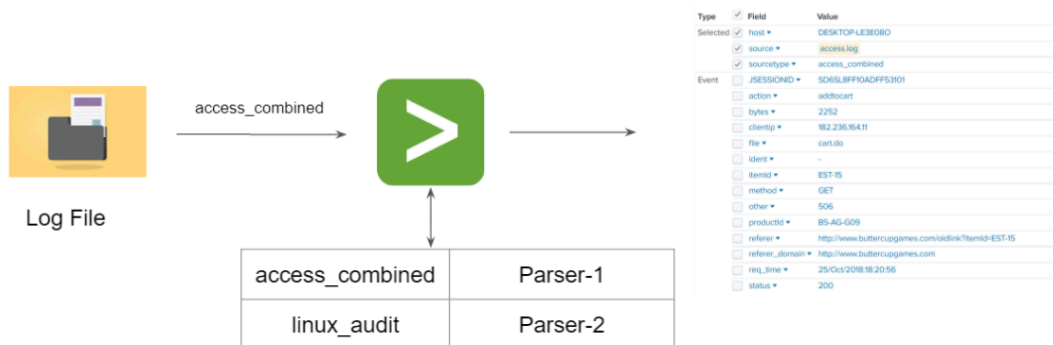 access_combined
Log File
access_combined Parser-1
linux_audit Parser-2
Type Field Value
Selected host DESKTOP-LE3E08O
source access.log
sourcetype access_combined
Event JSESSIONID SD6SL8FF10ADFF53101
action addtocart
bytes 2252
clientip 182.236.164.11
file cart.do
ident -
itemId EST-15
method GET
other 506
productId BS-AG-G09
referer http://www.buttercupgames.com/oldlink?itemId=EST-15
referer_domain http://www.buttercupgames.com
req_time 25/Oct/2018:18:20:56
status 200